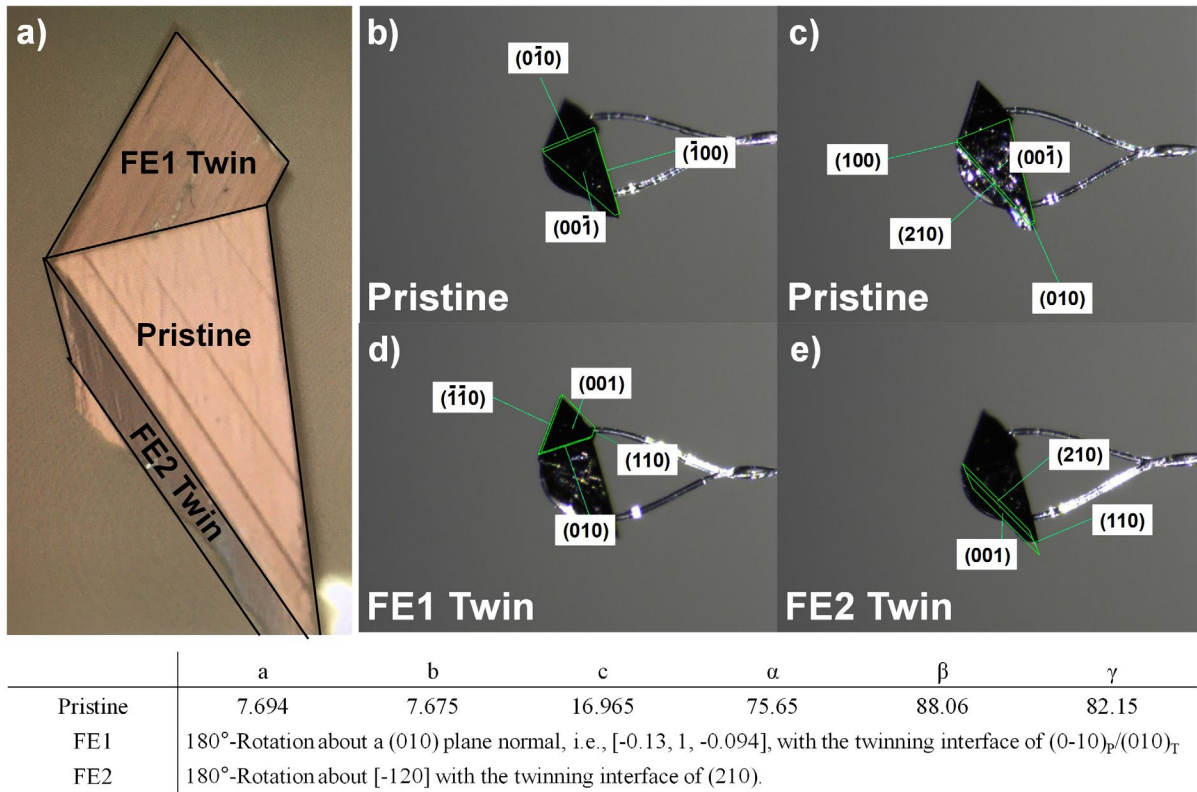 a)
FE1 Twin
Pristine
FE2 Twin
b)
(01̄0)
(1̄00)
(001̄)
Pristine
c)
(100)
(001̄)
(210)
(010)
Pristine
d)
(1̄1̄0)
(001)
(110)
(010)
FE1 Twin
e)
(210)
(110)
(001)
FE2 Twin
a b c α β γ
Pristine 7.694 7.675 16.965 75.65 88.06 82.15
FE1 180°-Rotation about a (010) plane normal, i.e., [-0.13, 1, -0.094], with the twinning interface of (0-10)P/(010)T
FE2 180°-Rotation about [-120] with the twinning interface of (210).